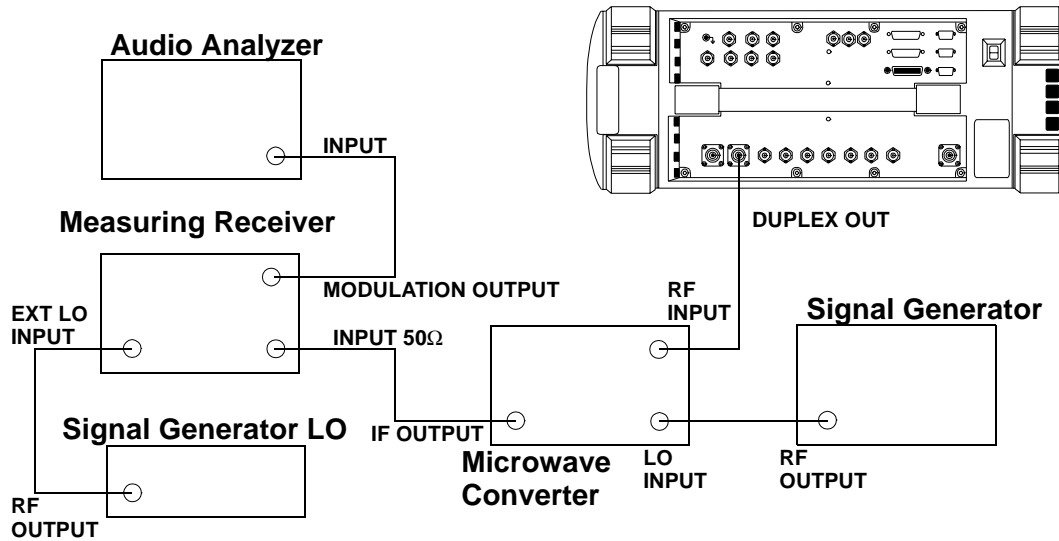 Audio Analyzer
INPUT
DUPLEX OUT
Measuring Receiver
MODULATION OUTPUT
EXT LO
INPUT
INPUT 50Ω
RF
INPUT
Signal Generator
Signal Generator LO
IF OUTPUT
Microwave
Converter
LO
INPUT
RF
OUTPUT
RF
OUTPUT